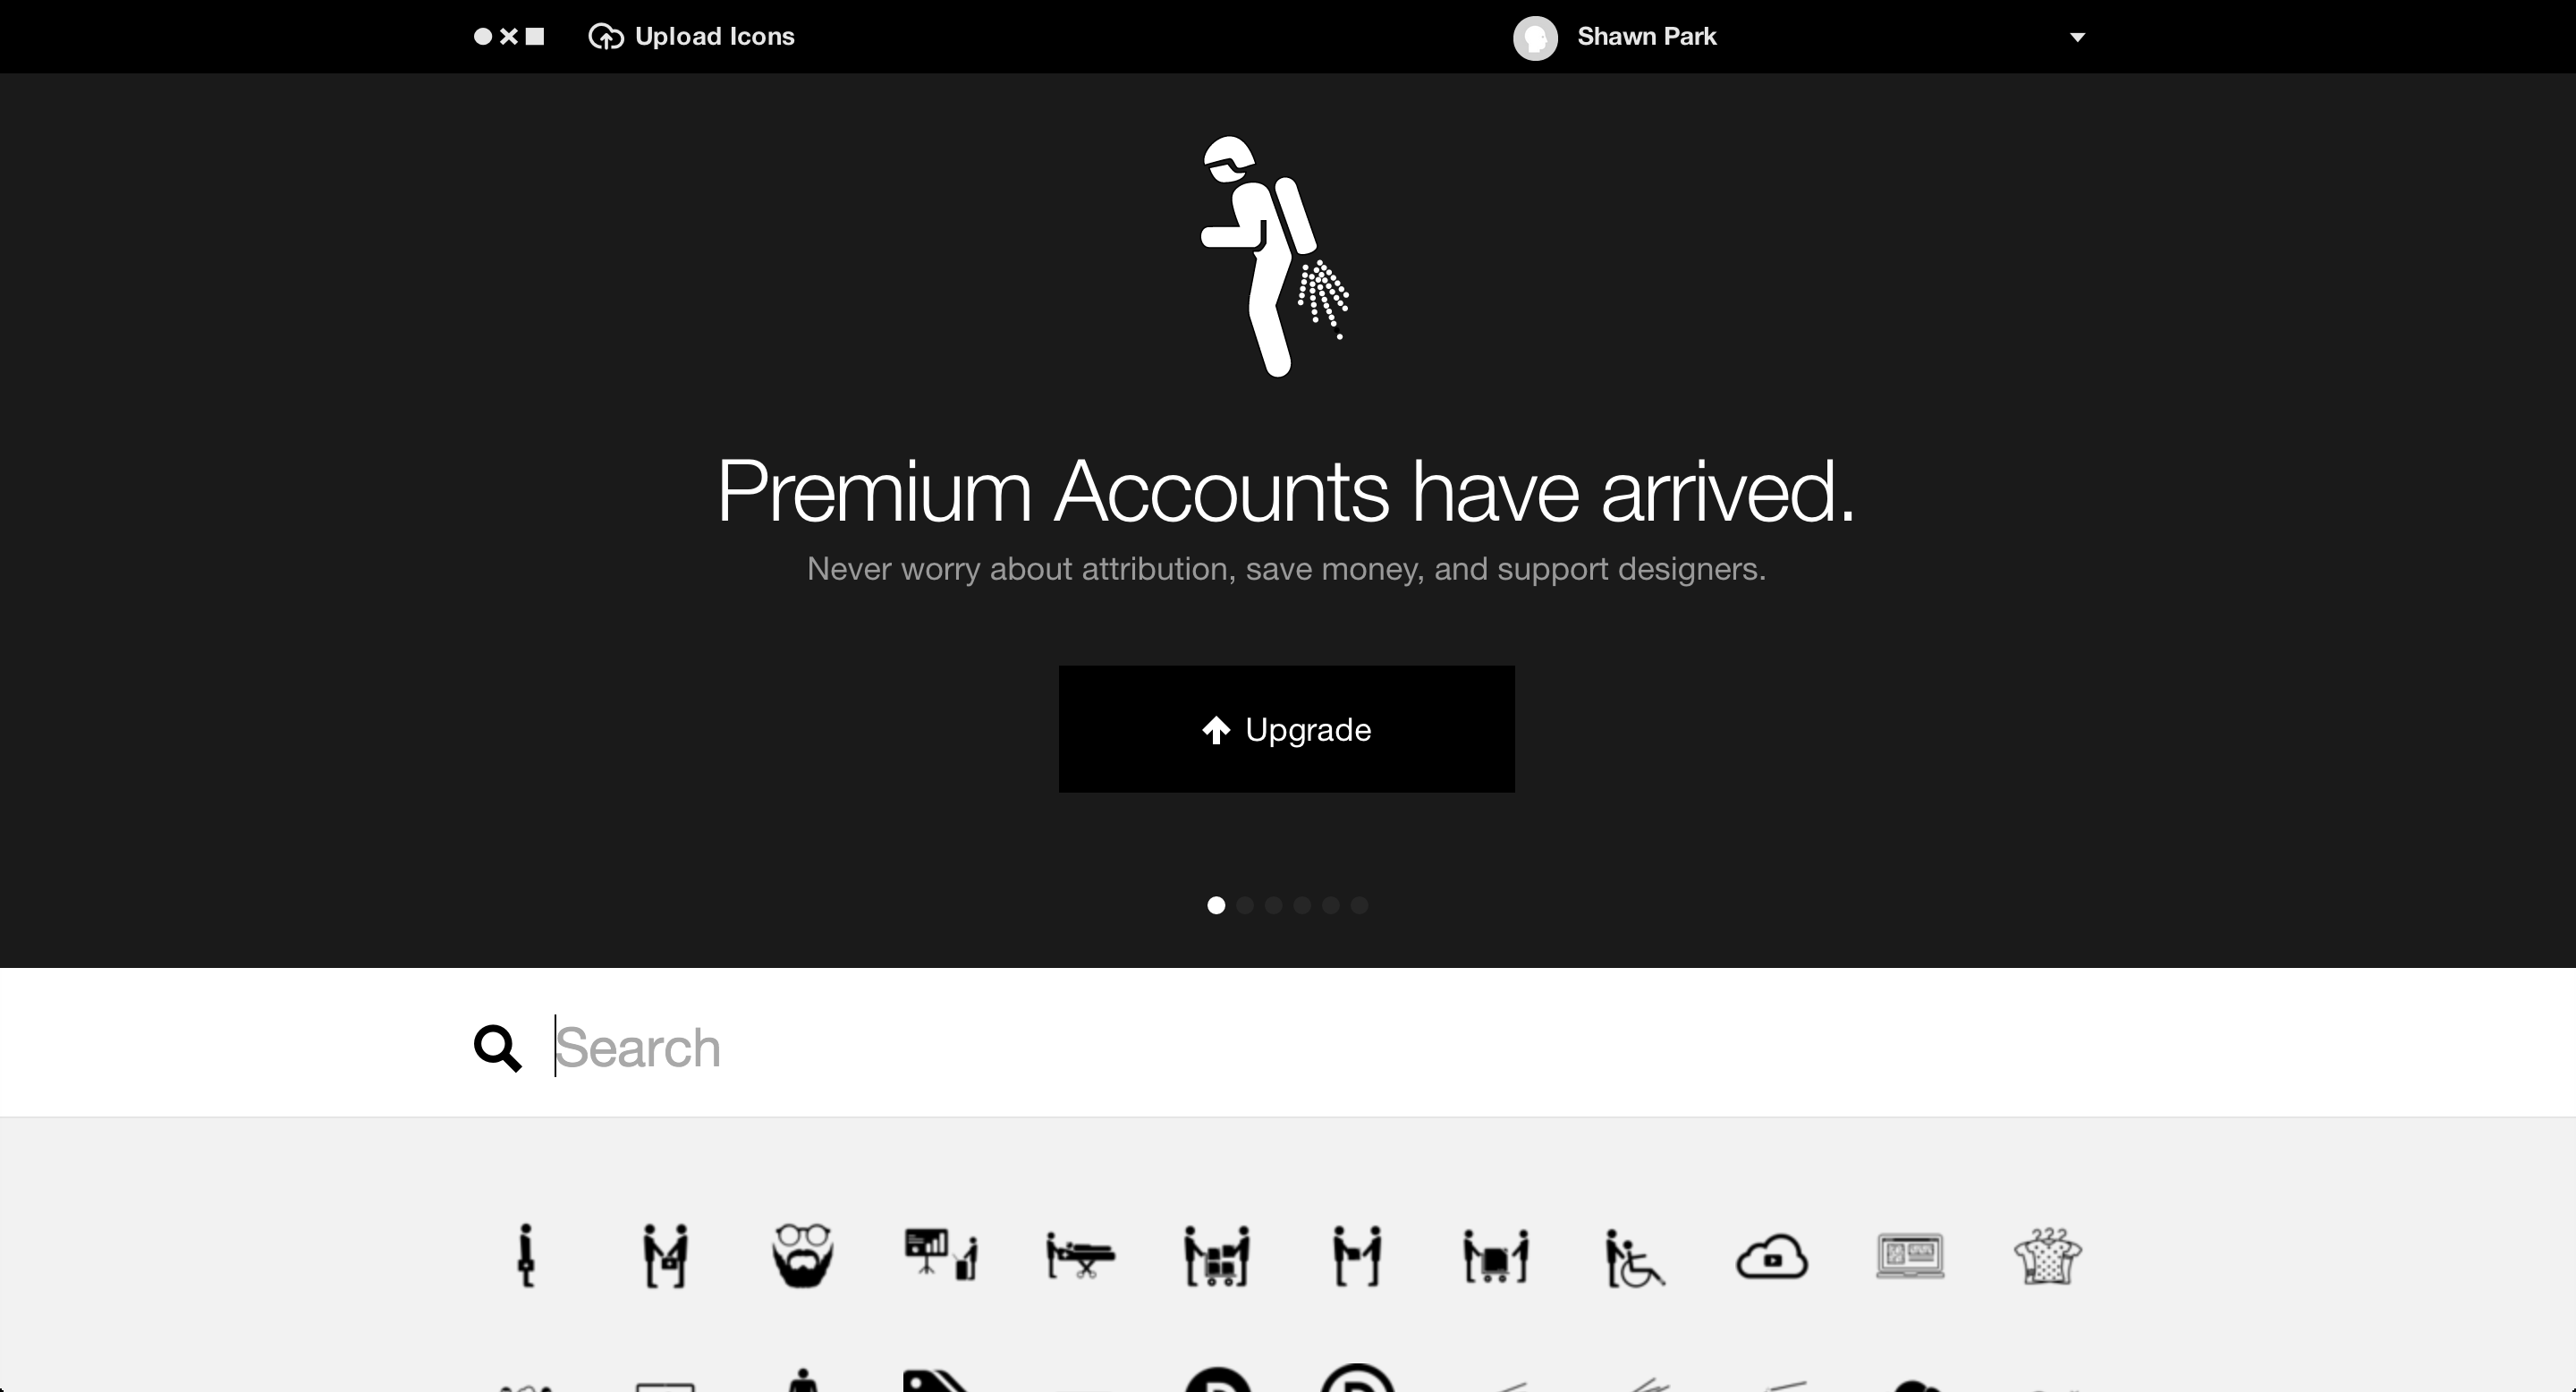 Upload Icons
Shawn Park
Premium Accounts have arrived.
Never worry about attribution, save money, and support designers.
Upgrade
Search